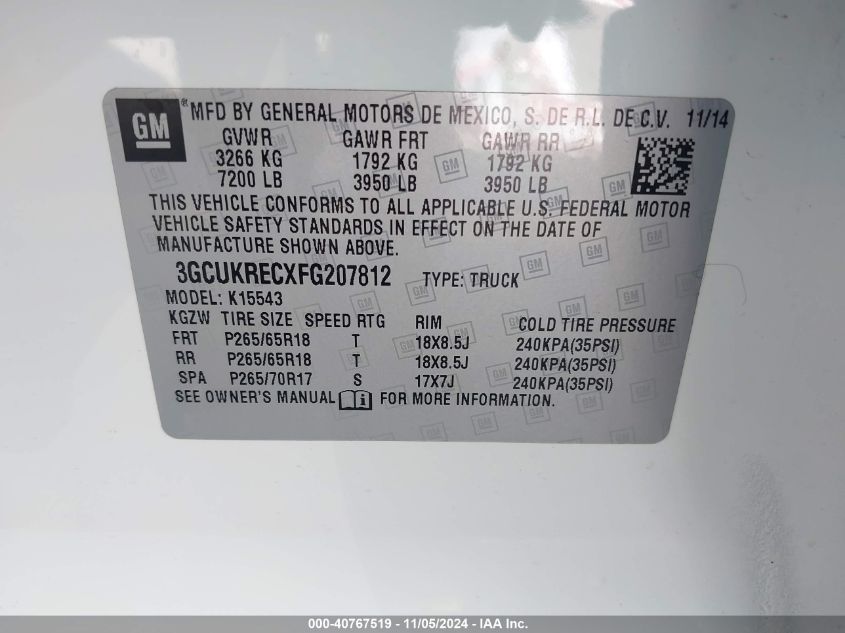 GM ® MFD BY GENERAL MOTORS DE MEXICO, S. DE R.L. DE C.V. 11/14
GVWR GAWR FRT GAWR RR
3266 KG 1792 KG 1792 KG
7200 LB 3950 LB 3950 LB
THIS VEHICLE CONFORMS TO ALL APPLICABLE U.S. FEDERAL MOTOR
VEHICLE SAFETY STANDARDS IN EFFECT ON THE DATE OF
MANUFACTURE SHOWN ABOVE.
3GCUKRECXFG207812 TYPE: TRUCK
MODEL: K15543
KGZW TIRE SIZE SPEED RTG RIM COLD TIRE PRESSURE
FRT P265/65R18 T 18X8.5J 240KPA(35PSI)
RR P265/65R18 T 18X8.5J 240KPA(35PSI)
SPA P265/70R17 S 17X7J 240KPA(35PSI)
SEE OWNER'S MANUAL i FOR MORE INFORMATION.
000-40767519 - 11/05/2024 - IAA Inc.